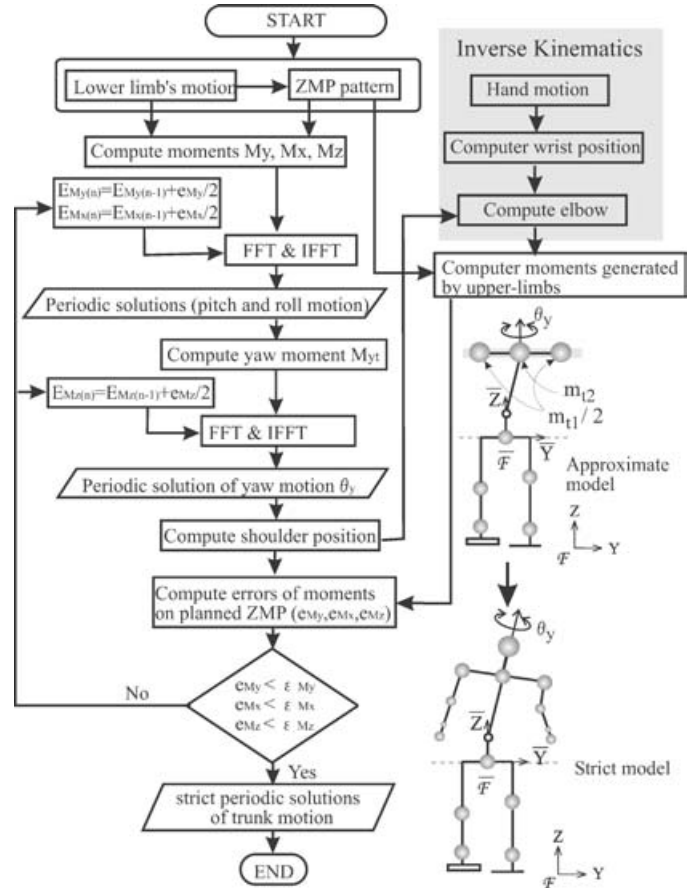 START
Lower limb's motion
ZMP pattern
Compute moments My, Mx, Mz
EMy(n)=EMy(n-1)+eMy/2
EMx(n)=EMx(n-1)+eMx/2
FFT & IFFT
Periodic solutions (pitch and roll motion)
Compute yaw moment Myt
EMz(n)=EMz(n-1)+eMz/2
FFT & IFFT
Periodic solution of yaw motion θy
Compute shoulder position
Compute errors of moments
on planned ZMP (eMy,eMx,eMz)
No
eMy < ε My
eMx < ε Mx
eMz < ε Mz
Yes
strict periodic solutions
of trunk motion
END
Inverse Kinematics
Hand motion
Computer wrist position
Compute elbow
Computer moments generated
by upper-limbs
θy
Z̅
mt2
mt1/2
Y̅
F̅
Approximate
model
Z
F
Y
θy
Z̅
Y̅
F̅
Strict model
Z
F
Y